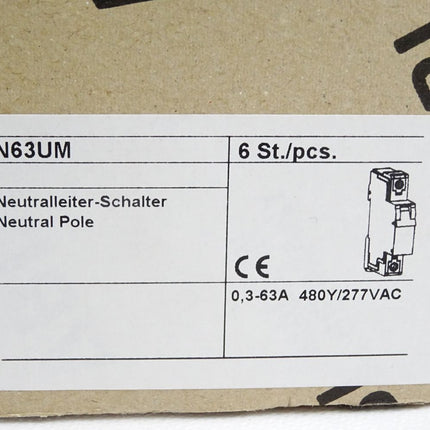 N63UM
6 St./pcs.
Neutralleiter-Schalter
Neutral Pole
CE
0,3-63A 480Y/277VAC